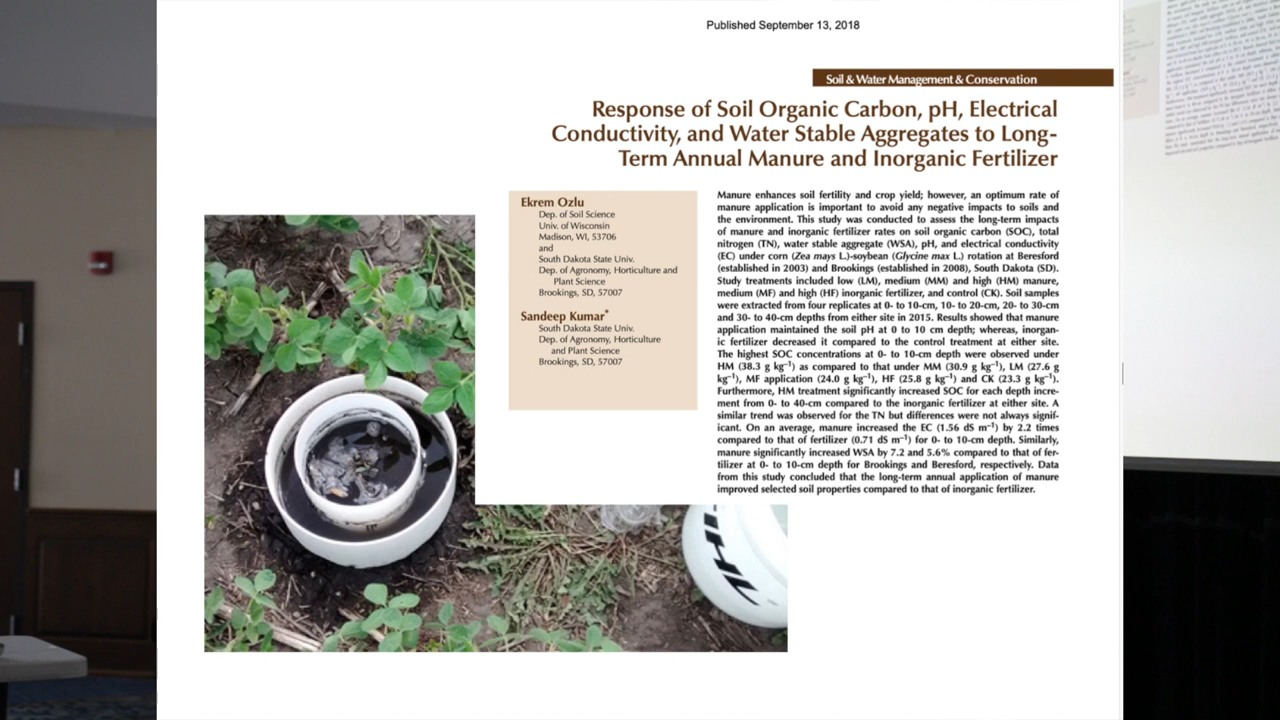 Published September 13, 2018
Soil & Water Management & Conservation
Response of Soil Organic Carbon, pH, Electrical
Conductivity, and Water Stable Aggregates to Long-
Term Annual Manure and Inorganic Fertilizer
Ekrem Ozlu
Dep. of Soil Science
Univ. of Wisconsin
Madison, WI, 53706
and
South Dakota State Univ.
Dep. of Agronomy, Horticulture and
Plant Science
Brookings, SD, 57007
Sandeep Kumar*
South Dakota State Univ.
Dep. of Agronomy, Horticulture
and Plant Science
Brookings, SD, 57007
Manure enhances soil fertility and crop yield; however, an optimum rate of
manure application is important to avoid any negative impacts to soils and
the environment. This study was conducted to assess the long-term impacts
of manure and inorganic fertilizer rates on soil organic carbon (SOC), total
nitrogen (TN), water stable aggregate (WSA), pH, and electrical conductivity
(EC) under corn (Zea mays L.)-soybean (Glycine max L.) rotation at Beresford
(established in 2003) and Brookings (established in 2008), South Dakota (SD).
Study treatments included low (LM), medium (MM) and high (HM) manure,
medium (MF) and high (HF) inorganic fertilizer, and control (CK). Soil samples
were extracted from four replicates at 0- to 10-cm, 10- to 20-cm, 20- to 30-cm
and 30- to 40-cm depths from either site in 2015. Results showed that manure
application maintained the soil pH at 0 to 10 cm depth; whereas, inorgan-
ic fertilizer decreased it compared to the control treatment at either site.
The highest SOC concentrations at 0- to 10-cm depth were observed under
HM (38.3 g kg⁻¹) as compared to that under MM (30.9 g kg⁻¹), LM (27.6 g
kg⁻¹), MF application (24.0 g kg⁻¹), HF (25.8 g kg⁻¹) and CK (23.3 g kg⁻¹).
Furthermore, HM treatment significantly increased SOC for each depth incre-
ment from 0- to 40-cm compared to the inorganic fertilizer at either site. A
similar trend was observed for the TN but differences were not always signif-
icant. On an average, manure increased the EC (1.56 dS m⁻¹) by 2.2 times
compared to that of fertilizer (0.71 dS m⁻¹) for 0- to 10-cm depth. Similarly,
manure significantly increased WSA by 7.2 and 5.6% compared to that of fer-
tilizer at 0- to 10-cm depth for Brookings and Beresford, respectively. Data
from this study concluded that the long-term annual application of manure
improved selected soil properties compared to that of inorganic fertilizer.